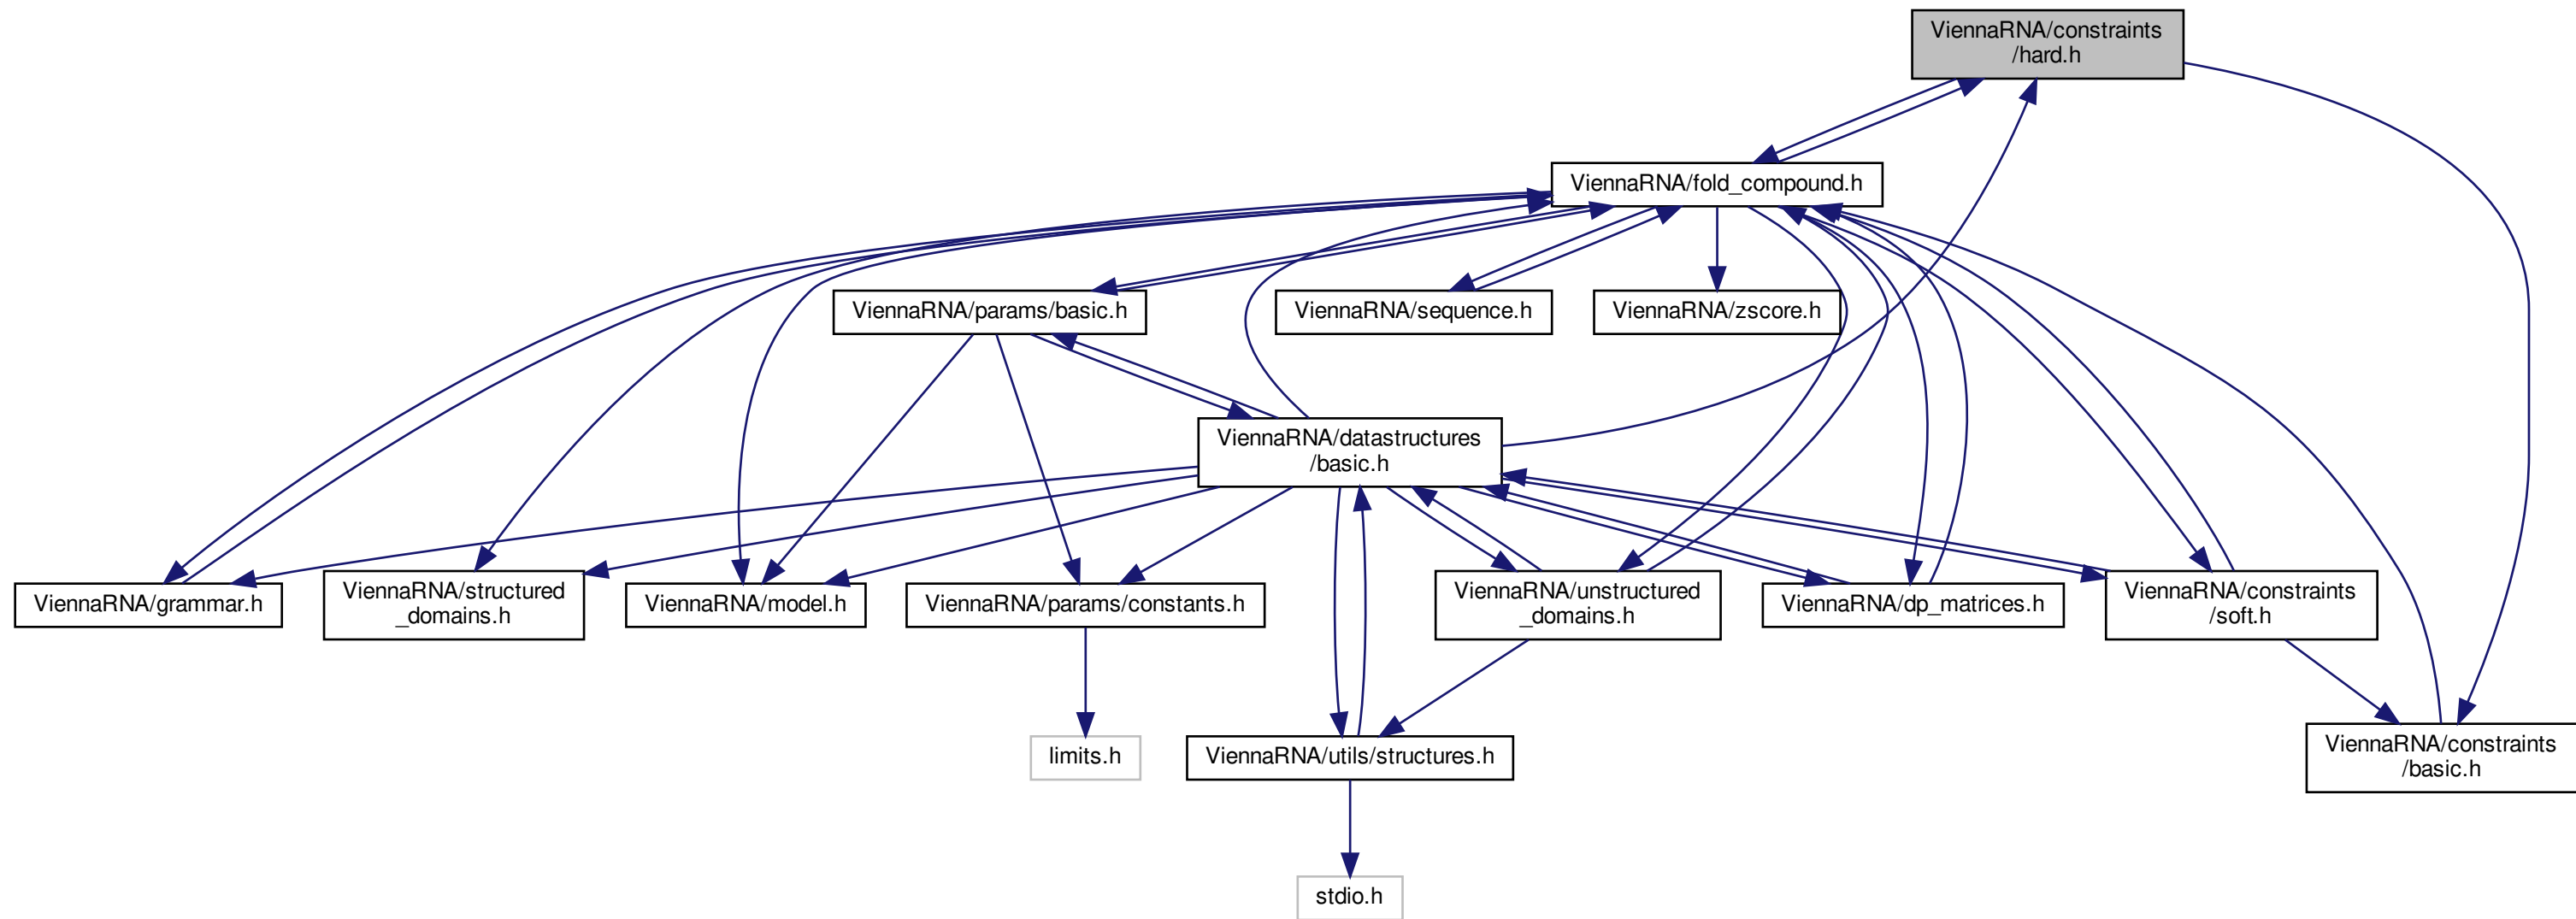 ViennaRNA/constraints
/hard.h
ViennaRNA/fold_compound.h
ViennaRNA/params/basic.h
ViennaRNA/sequence.h
ViennaRNA/zscore.h
ViennaRNA/datastructures
/basic.h
ViennaRNA/grammar.h
ViennaRNA/structured
_domains.h
ViennaRNA/model.h
ViennaRNA/params/constants.h
ViennaRNA/unstructured
_domains.h
ViennaRNA/dp_matrices.h
ViennaRNA/constraints
/soft.h
limits.h
ViennaRNA/utils/structures.h
ViennaRNA/constraints
/basic.h
stdio.h